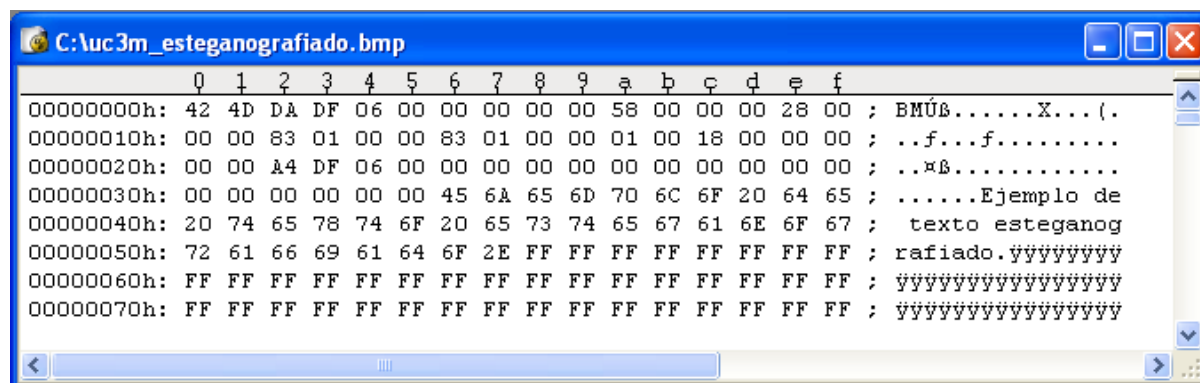 C:\uc3m_esteganografiado.bmp
0 1 2 3 4 5 6 7 8 9 a b c d e f
00000000h: 42 4D DA DF 06 00 00 00 00 00 58 00 00 00 28 00 ; BMÚß......X...(.
00000010h: 00 00 83 01 00 00 83 01 00 00 01 00 18 00 00 00 ; ..ƒ...ƒ.........
00000020h: 00 00 A4 DF 06 00 00 00 00 00 00 00 00 00 00 00 ; ..¤ß............
00000030h: 00 00 00 00 00 00 45 6A 65 6D 70 6C 6F 20 64 65 ; ......Ejemplo de
00000040h: 20 74 65 78 74 6F 20 65 73 74 65 67 61 6E 6F 67 ;  texto esteganog
00000050h: 72 61 66 69 61 64 6F 2E FF FF FF FF FF FF FF FF ; rafiado.ÿÿÿÿÿÿÿÿ
00000060h: FF FF FF FF FF FF FF FF FF FF FF FF FF FF FF FF ; ÿÿÿÿÿÿÿÿÿÿÿÿÿÿÿÿ
00000070h: FF FF FF FF FF FF FF FF FF FF FF FF FF FF FF FF ; ÿÿÿÿÿÿÿÿÿÿÿÿÿÿÿÿ